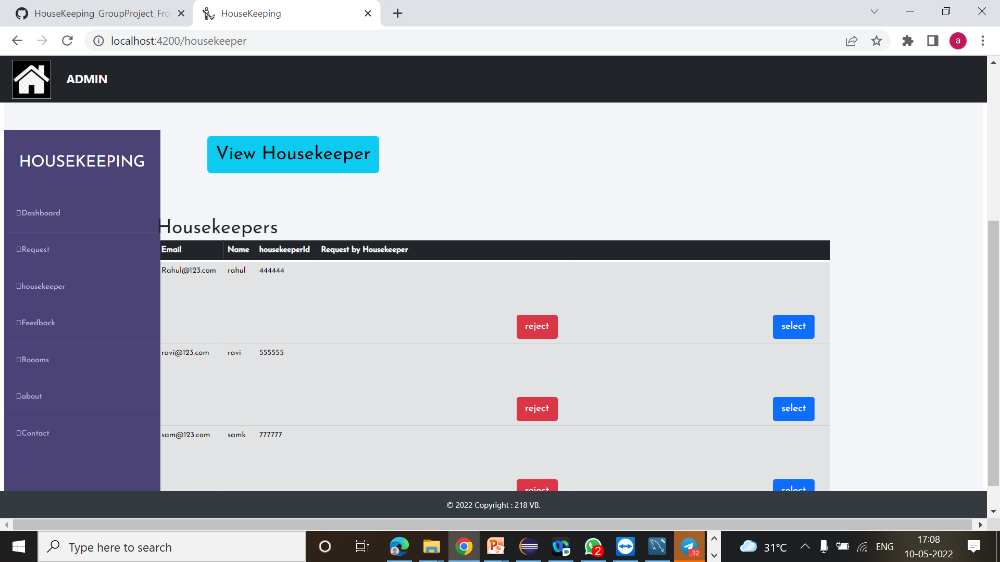 HouseKeeping_GroupProject_Fro
HouseKeeping
localhost:4200/housekeeper
a
ADMIN
HOUSEKEEPING
Dashboard
Request
housekeeper
Feedback
Roooms
about
Contact
View Housekeeper
Housekeepers
Email Name housekeeperId Request by Housekeeper
Rahul@123.com rahul 444444
reject select
ravi@123.com ravi 555555
reject select
sam@123.com samk 777777
reject select
© 2022 Copyright : 218 VB.
Type here to search
2
..92
31°C
ENG
17:08
10-05-2022